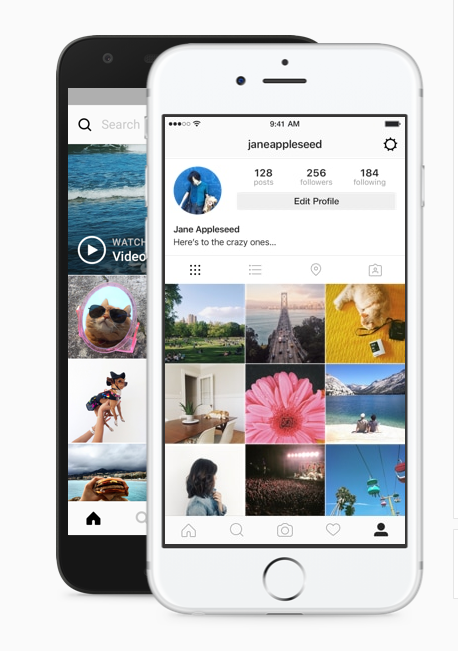 9:41 AM
janeappleseed
128 256 184
posts followers following
Edit Profile
Jane Appleseed
Here's to the crazy ones...
Search
WATCH
Video